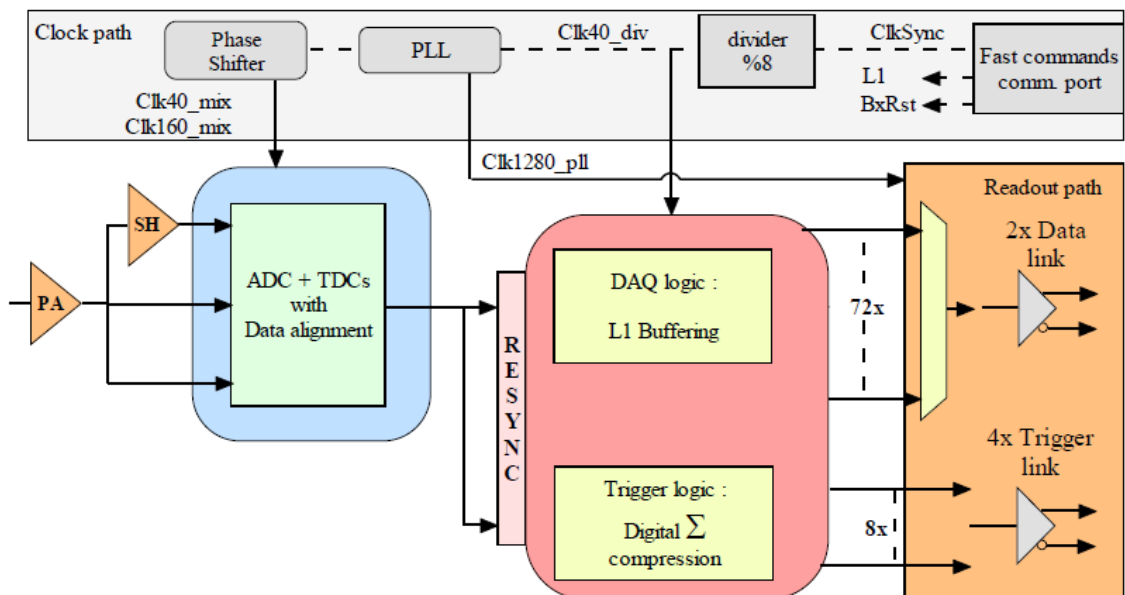 Clock path
Phase
Shifter
PLL
Clk40_div
divider
%8
ClkSync
Fast commands
comm. port
L1
BxRst
Clk40_mix
Clk160_mix
Clk1280_pll
Readout path
SH
PA
ADC + TDCs
with
Data alignment
RESYNC
DAQ logic :
L1 Buffering
72x
2x Data
link
Trigger logic :
Digital ∑
compression
8x
4x Trigger
link